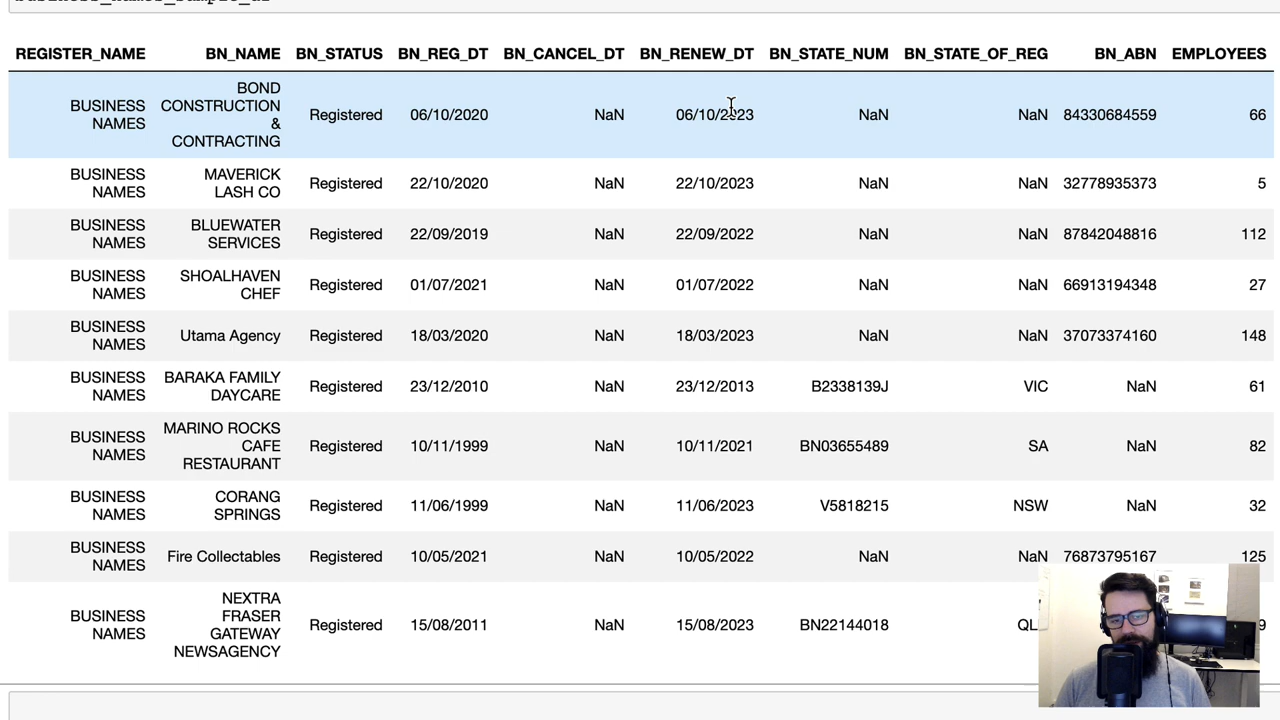 REGISTER_NAME BN_NAME BN_STATUS BN_REG_DT BN_CANCEL_DT BN_RENEW_DT BN_STATE_NUM BN_STATE_OF_REG BN_ABN EMPLOYEES
BUSINESS NAMES BOND CONSTRUCTION & CONTRACTING Registered 06/10/2020 NaN 06/10/2023 NaN NaN 84330684559 66
BUSINESS NAMES MAVERICK LASH CO Registered 22/10/2020 NaN 22/10/2023 NaN NaN 32778935373 5
BUSINESS NAMES BLUEWATER SERVICES Registered 22/09/2019 NaN 22/09/2022 NaN NaN 87842048816 112
BUSINESS NAMES SHOALHAVEN CHEF Registered 01/07/2021 NaN 01/07/2022 NaN NaN 66913194348 27
BUSINESS NAMES Utama Agency Registered 18/03/2020 NaN 18/03/2023 NaN NaN 37073374160 148
BUSINESS NAMES BARAKA FAMILY DAYCARE Registered 23/12/2010 NaN 23/12/2013 B2338139J VIC NaN 61
BUSINESS NAMES MARINO ROCKS CAFE RESTAURANT Registered 10/11/1999 NaN 10/11/2021 BN03655489 SA NaN 82
BUSINESS NAMES CORANG SPRINGS Registered 11/06/1999 NaN 11/06/2023 V5818215 NSW NaN 32
BUSINESS NAMES Fire Collectables Registered 10/05/2021 NaN 10/05/2022 NaN NaN 76873795167 125
BUSINESS NAMES NEXTRA FRASER GATEWAY NEWSAGENCY Registered 15/08/2011 NaN 15/08/2023 BN22144018